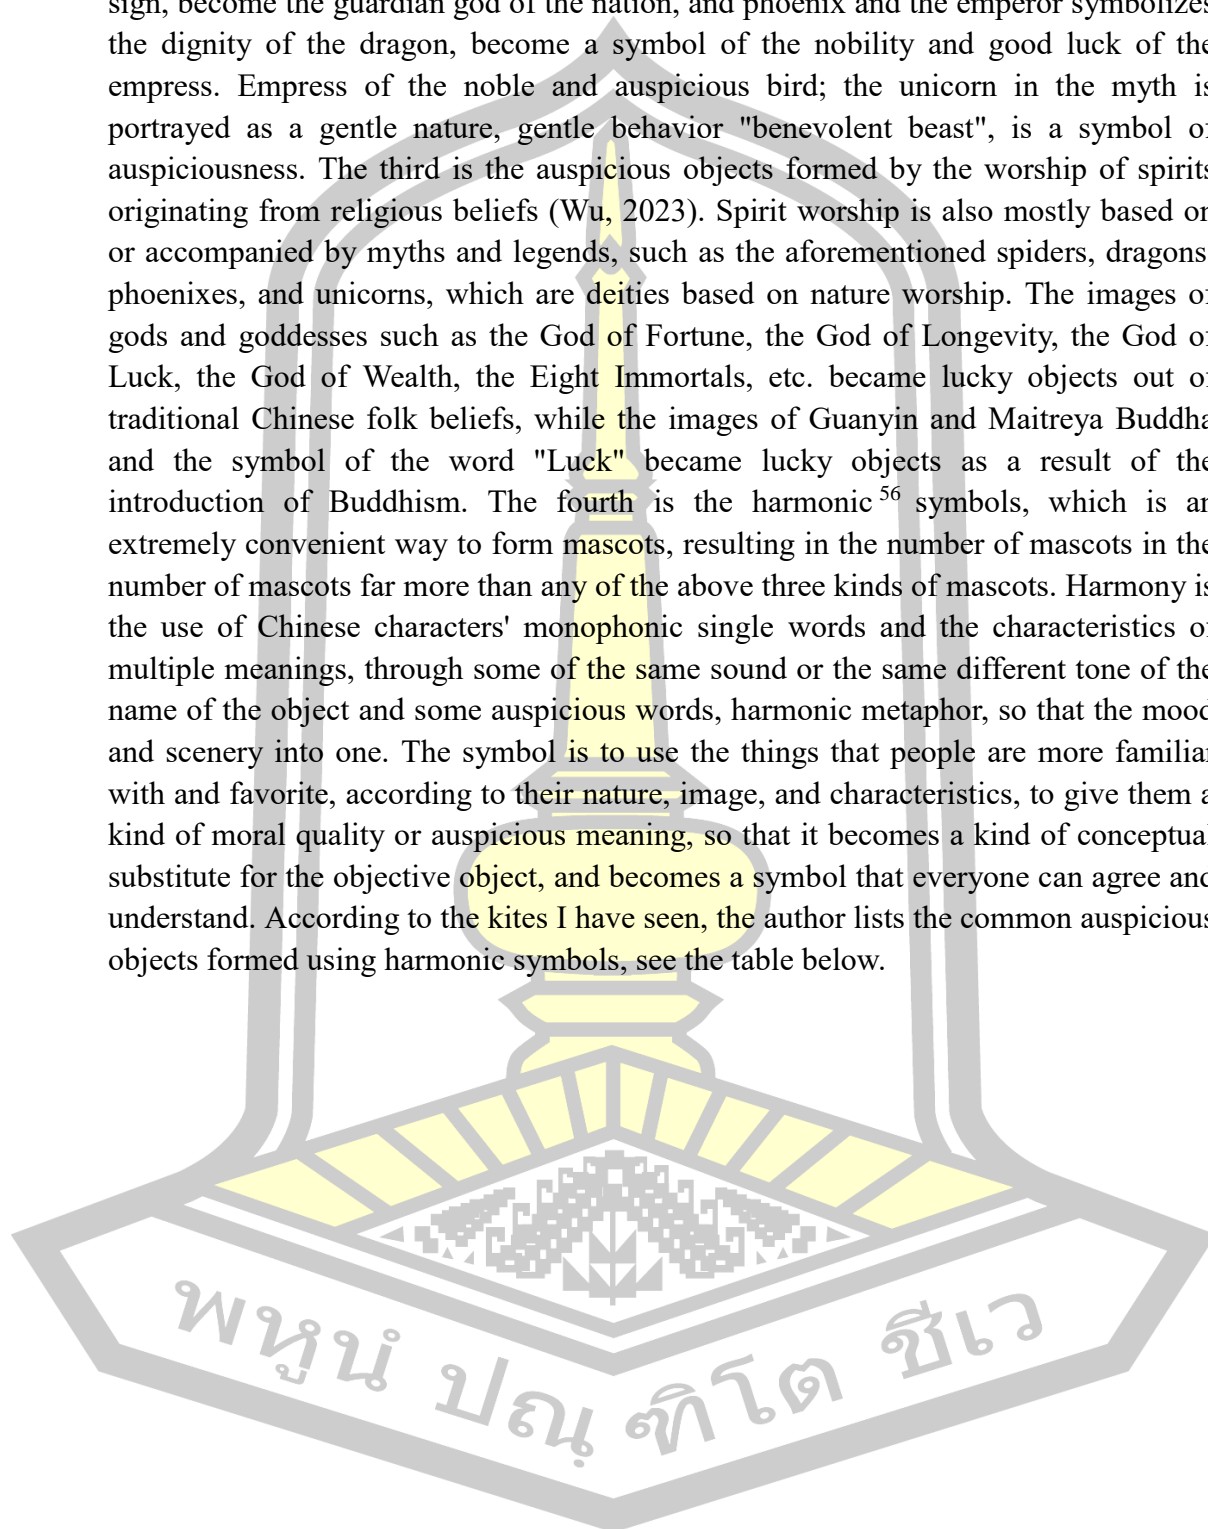 sign, become the guardian god of the nation, and phoenix and the emperor symbolizes
the dignity of the dragon, become a symbol of the nobility and good luck of the
empress. Empress of the noble and auspicious bird; the unicorn in the myth is
portrayed as a gentle nature, gentle behavior "benevolent beast", is a symbol of
auspiciousness. The third is the auspicious objects formed by the worship of spirits
originating from religious beliefs (Wu, 2023). Spirit worship is also mostly based on
or accompanied by myths and legends, such as the aforementioned spiders, dragons
phoenixes, and unicorns, which are deities based on nature worship. The images of
gods and goddesses such as the God of Fortune, the God of Longevity, the God of
Luck, the God of Wealth, the Eight Immortals, etc. became lucky objects out of
traditional Chinese folk beliefs, while the images of Guanyin and Maitreya Buddha
and the symbol of the word "Luck" became lucky objects as a result of the
introduction of Buddhism. The fourth is the harmonic 56 symbols, which is an
extremely convenient way to form mascots, resulting in the number of mascots in the
number of mascots far more than any of the above three kinds of mascots. Harmony is
the use of Chinese characters' monophonic single words and the characteristics of
multiple meanings, through some of the same sound or the same different tone of the
name of the object and some auspicious words, harmonic metaphor, so that the mood
and scenery into one. The symbol is to use the things that people are more familiar
with and favorite, according to their nature, image, and characteristics, to give them a
kind of moral quality or auspicious meaning, so that it becomes a kind of conceptual
substitute for the objective object, and becomes a symbol that everyone can agree and
understand. According to the kites I have seen, the author lists the common auspicious
objects formed using harmonic symbols, see the table below.
พหูนํ ปณฺฑิโต ชีเว